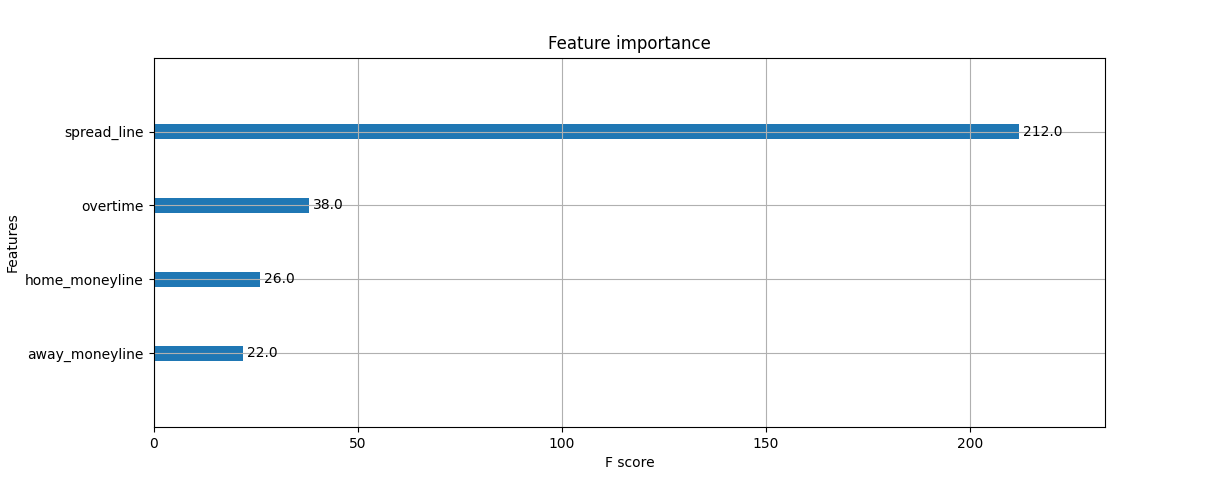 Feature importance
Features
spread_line
212.0
overtime
38.0
home_moneyline
26.0
away_moneyline
22.0
0 50 100 150 200
F score